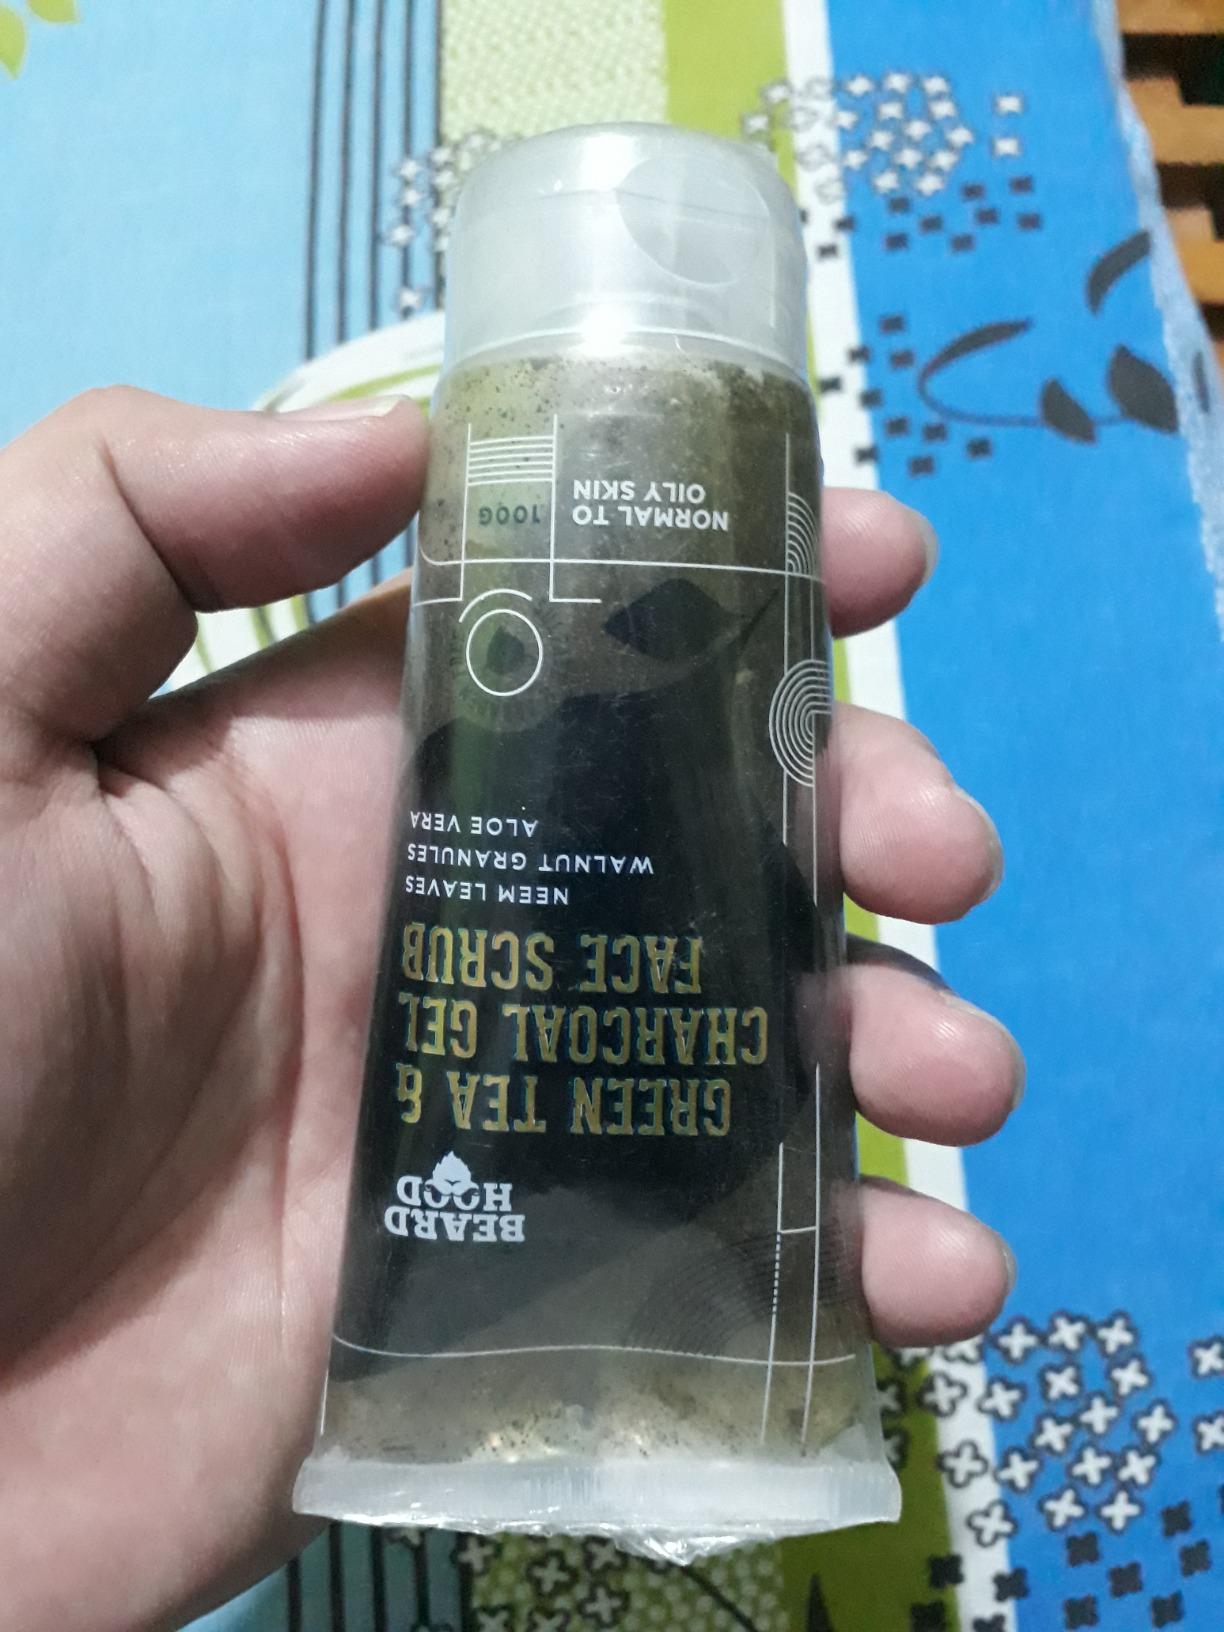 BEARD
HOOD
GREEN TEA &
CHARCOAL GEL
FACE SCRUB
NEEM LEAVES
WALNUT GRANULES
ALOE VERA
NORMAL TO
OILY SKIN
100G